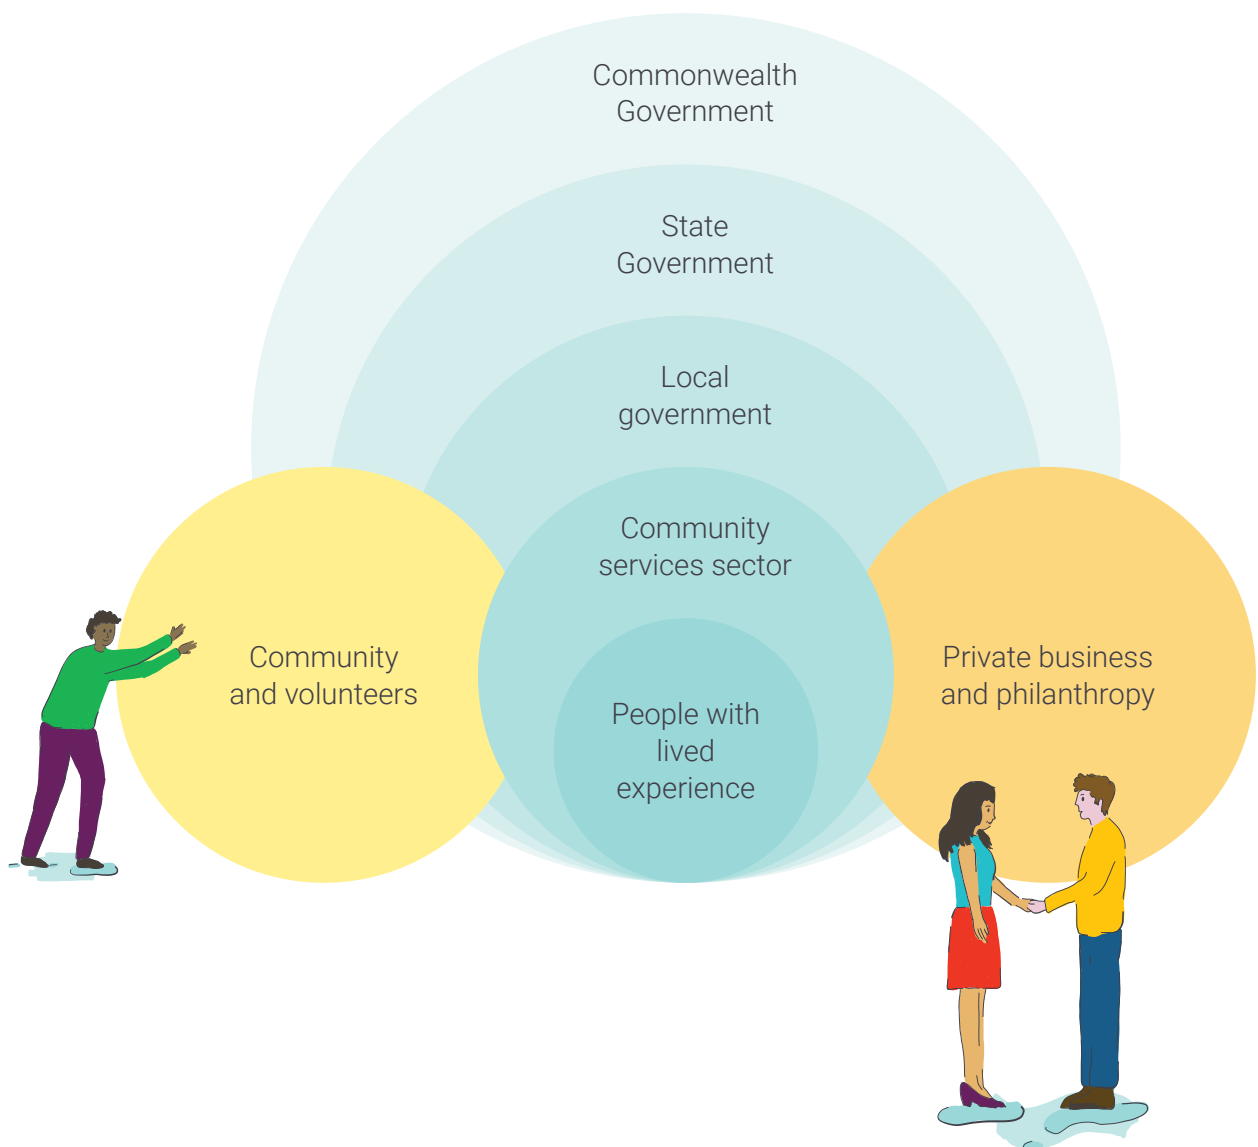 Commonwealth
Government
State
Government
Local
government
Community
services sector
Community
and volunteers
People with
lived
experience
Private business
and philanthropy